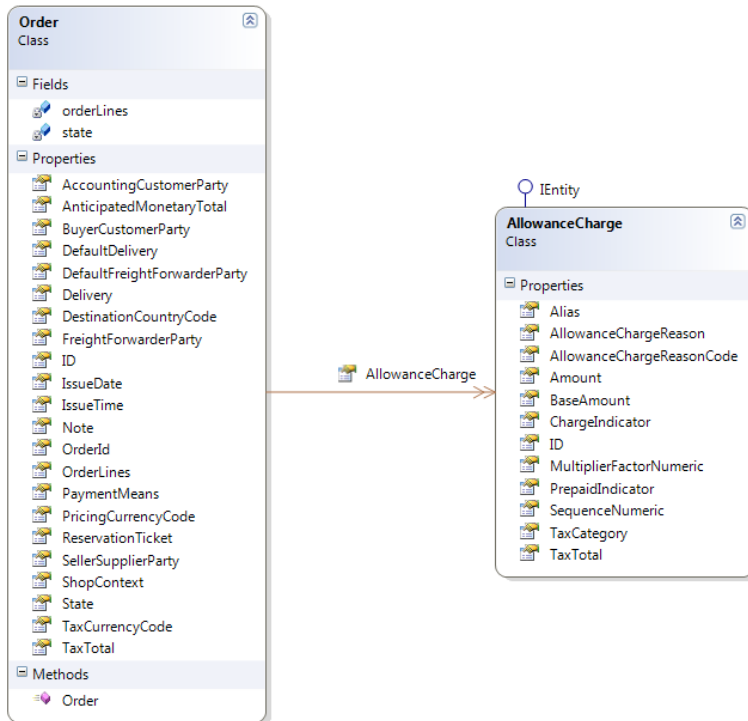 Order
Class
Fields
orderLines
state
Properties
AccountingCustomerParty
AnticipatedMonetaryTotal
BuyerCustomerParty
DefaultDelivery
DefaultFreightForwarderParty
Delivery
DestinationCountryCode
FreightForwarderParty
ID
IssueDate
IssueTime
Note
OrderId
OrderLines
PaymentMeans
PricingCurrencyCode
ReservationTicket
SellerSupplierParty
ShopContext
State
TaxCurrencyCode
TaxTotal
Methods
Order
AllowanceCharge
IEntity
AllowanceCharge
Class
Properties
Alias
AllowanceChargeReason
AllowanceChargeReasonCode
Amount
BaseAmount
ChargeIndicator
ID
MultiplierFactorNumeric
PrepaidIndicator
SequenceNumeric
TaxCategory
TaxTotal